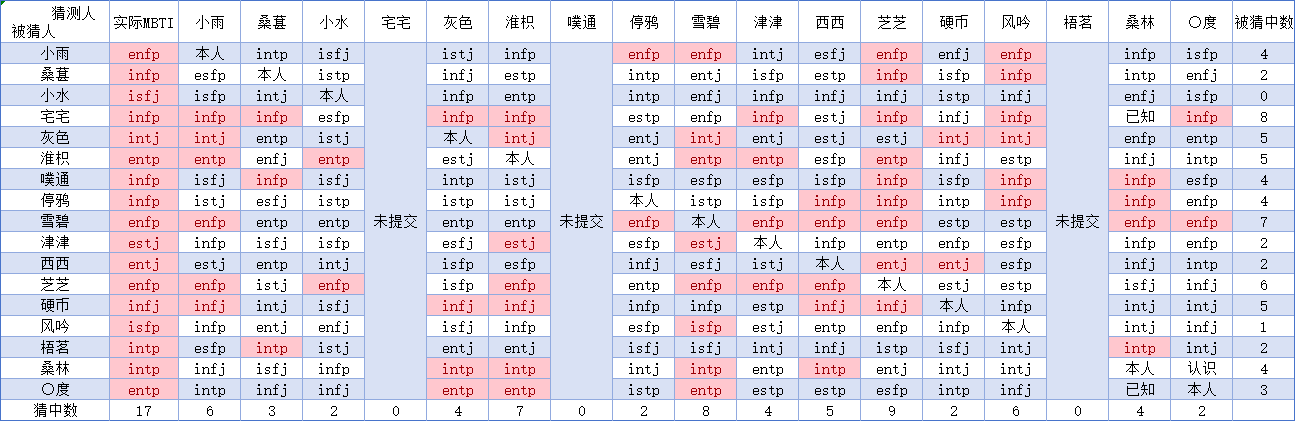 猜测人
被猜人 实际MBTI 小雨 桑葚 小水 宅宅 灰色 淮枳 噗通 停鸦 雪碧 津津 西西 芝芝 硬币 风吟 梧茗 桑林 〇度 被猜中数
小雨 enfp 本人 intp isfj istj infp enfp enfp intj esfj enfp enfj enfp infp isfp 4
桑葚 infp esfp 本人 istp infj estp intp entj isfp estp infp isfp infp intp enfj 2
小水 isfj isfp intj 本人 infp entp intp enfj infp infj infj istp infj enfj isfp 0
宅宅 infp infp infp esfp infp infp estp enfp infp estj infp infj infp 已知 infp 8
灰色 intj intj entp istj 本人 intj entj intj entj estj estj intj intj enfp entp 5
淮枳 entp entp enfj entp estj 本人 entj entp entp esfp entp infj estp infj intp 5
噗通 infp isfj infp isfj intp istj isfp esfp esfp isfp infp isfp infp infp esfp 4
停鸦 infp istj esfj istp istp istj 本人 istp isfp infp infp intp infp infp enfp 4
未提交 未提交 未提交
雪碧 enfp enfp entp entp entp entp enfp 本人 enfp enfp enfp estp estp enfp enfp 7
津津 estj infp isfj isfp esfj estj esfp estj 本人 infp entp enfp esfp infp enfp 2
西西 entj estj entp intj isfp esfp infj esfj istj 本人 entj entj esfp infj intp 2
芝芝 enfp enfp istj enfp isfp enfp entp enfp enfp enfp 本人 estj estp isfj intj 6
硬币 infj infj intp isfj infj infj infp infp estp infj infj 本人 infp intp intj 5
风吟 isfp infp entj enfj isfj infp esfp isfp estj entp enfp infp 本人 intj infj 1
梧茗 intp esfp intp istj entj entj isfj isfj intj infj istp isfj intj intp intj 2
桑林 intp infj isfj infp intp intp intj intp entp intp entj intj intj 本人 认识 4
〇度 entp intp infj infj entp entp istp entp estp estp esfp estp infj 已知 本人 3
猜中数 17 6 3 2 0 4 7 0 2 8 4 5 9 2 6 0 4 2